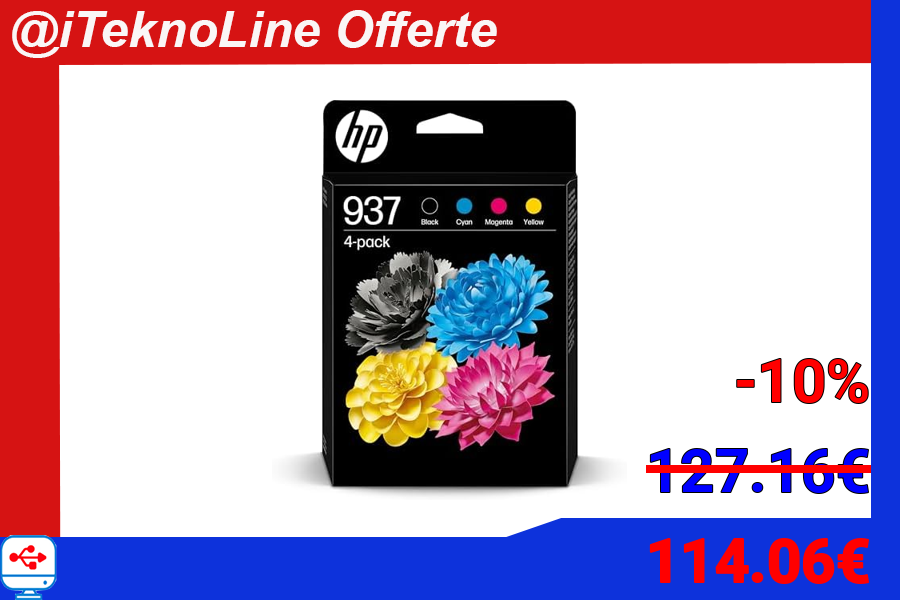 @iTeknoLine Offerte
hp
937
Black Cyan Magenta Yellow
4-pack
-10%
127.16€
114.06€